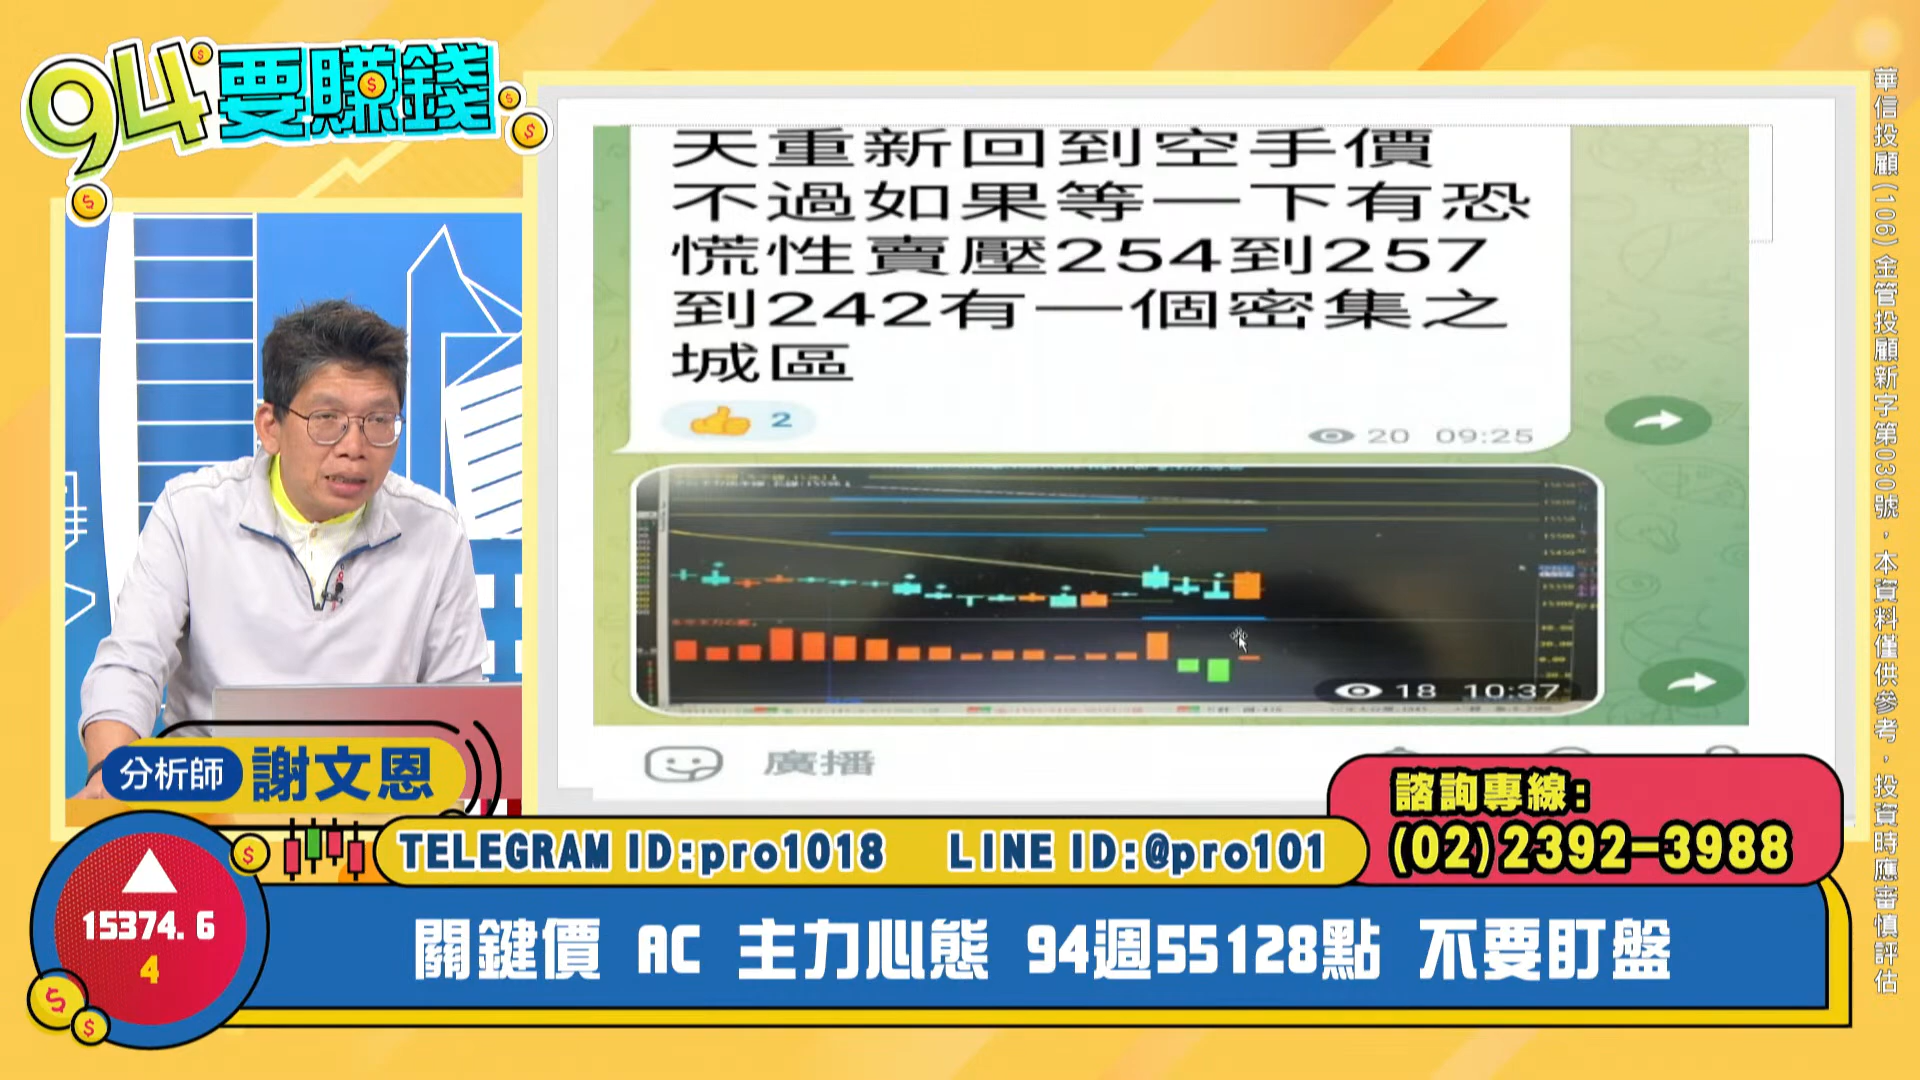 94要賺錢
天重新回到空手價
不過如果等一下有恐
慌性賣壓254到257
到242有一個密集之
城區
2
20 09:25
18 10:37
廣播
分析師 謝文恩
諮詢專線:
(02)2392-3988
TELEGRAM ID:pro1018 LINE ID:@pro101
15374.6
4
關鍵價 AC 主力心態 94週55128點 不要盯盤
華信投顧(106)金管投顧新字第030號，本資料僅供參考，投資時應審慎評估